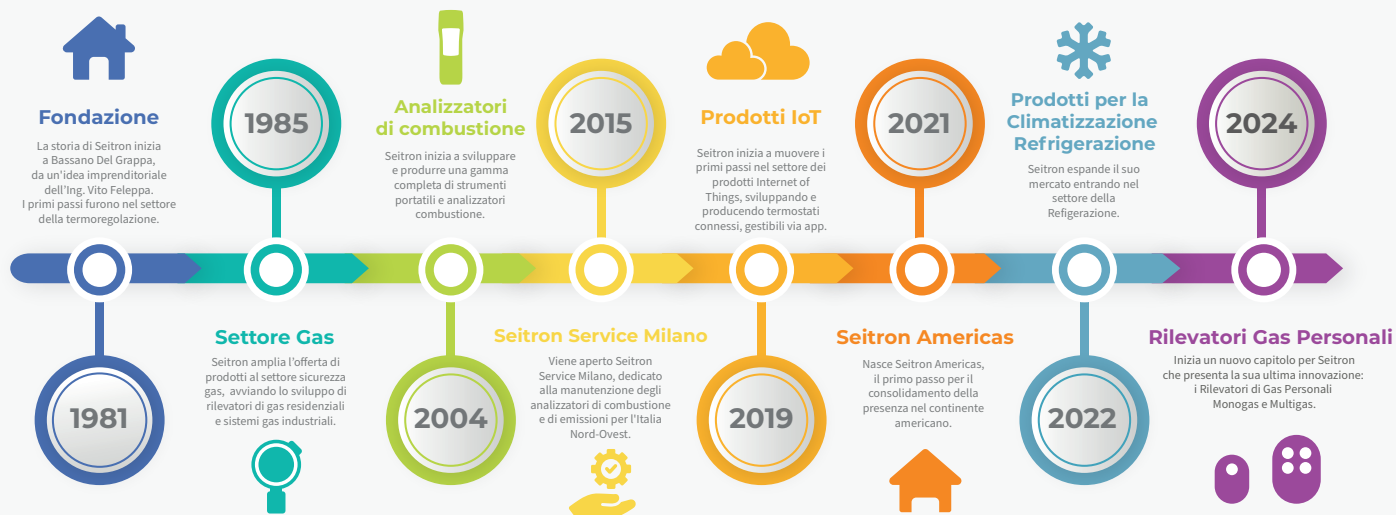 Fondazione
La storia di Seitron inizia
a Bassano Del Grappa,
da un'idea imprenditoriale
dell'Ing. Vito Feleppa.
I primi passi furono nel settore
della termoregolazione.
1981
1985
Settore Gas
Seitron amplia l'offerta di
prodotti al settore sicurezza
gas, avviando lo sviluppo di
rilevatori di gas residenziali
e sistemi gas industriali.
Analizzatori
di combustione
Seitron inizia a sviluppare
e produrre una gamma
completa di strumenti
portatili e analizzatori
combustione.
2004
2015
Seitron Service Milano
Viene aperto Seitron
Service Milano, dedicato
alla manutenzione degli
analizzatori di combustione
e di emissioni per l'Italia
Nord-Ovest.
Prodotti IoT
Seitron inizia a muovere i
primi passi nel settore dei
prodotti Internet of
Things, sviluppando e
producendo termostati
connessi, gestibili via app.
2019
2021
Seitron Americas
Nasce Seitron Americas,
il primo passo per il
consolidamento della
presenza nel continente
americano.
Prodotti per la
Climatizzazione
Refrigerazione
Seitron espande il suo
mercato entrando nel
settore della
Refigerazione.
2022
2024
Rilevatori Gas Personali
Inizia un nuovo capitolo per Seitron
che presenta la sua ultima innovazione:
i Rilevatori di Gas Personali
Monogas e Multigas.